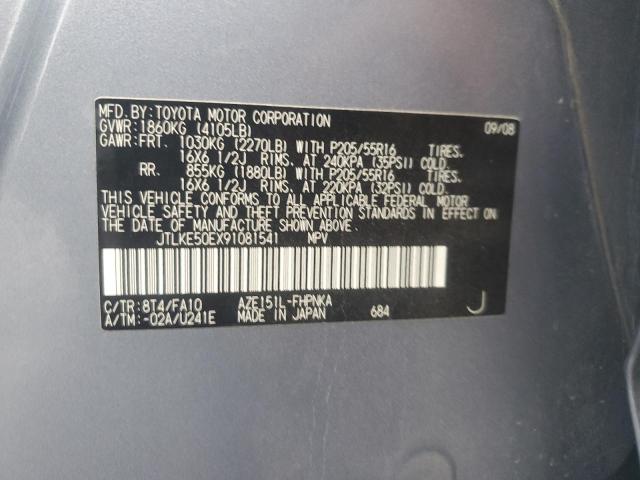 MFD. BY: TOYOTA MOTOR CORPORATION 09/08
GVWR: 1860KG (4105LB)
GAWR: FRT. 1030KG (2270LB) WITH P205/55R16 TIRES.
16X6 1/2J RIMS. AT 240KPA (35PSI) COLD.
RR. 855KG (1880LB) WITH P205/55R16 TIRES.
16X6 1/2J RIMS. AT 220KPA (32PSI) COLD.
THIS VEHICLE CONFORMS TO ALL APPLICABLE FEDERAL MOTOR
VEHICLE SAFETY AND THEFT PREVENTION STANDARDS IN EFFECT ON
THE DATE OF MANUFACTURE SHOWN ABOVE.
JTLKE50EX91081541 MPV
C/TR: 8T4/FA10 AZE151L-FHPNKA
A/TM: -02A/U241E MADE IN JAPAN 684 J